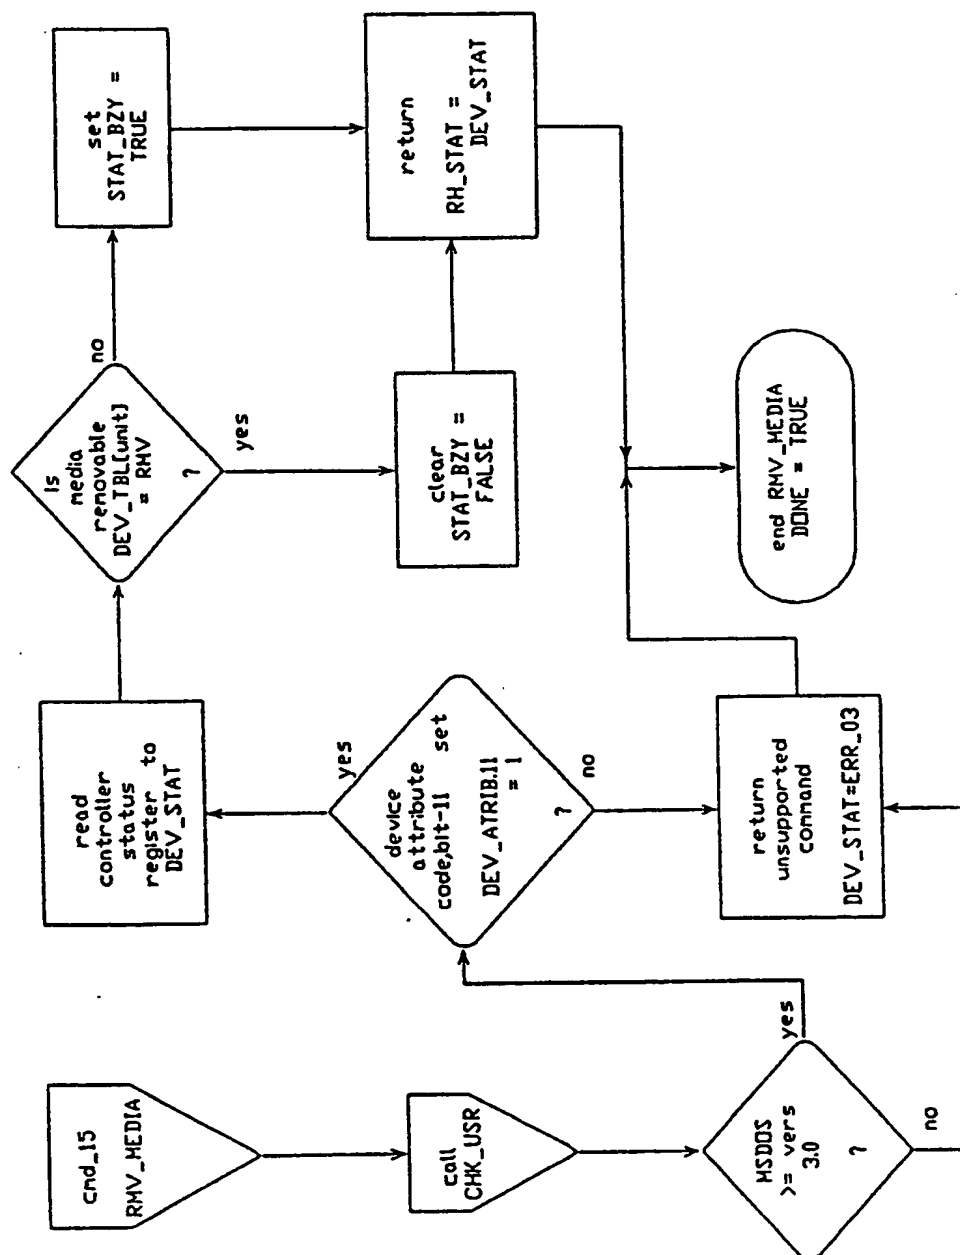 cmd_15
RMV_MEDIA
call
CHK_USR
MSDOS
>= vers
3.0
?
yes
no
device
attribute
code,bit-11 set
DEV_ATRIB.11
= 1
?
yes
no
return
unsupported
command
DEV_STAT=ERR_03
read
controller
status
register to
DEV_STAT
Is
media
removable
DEV_TBL[unit]
= RMV
?
no
yes
set
STAT_BZY =
TRUE
clear
STAT_BZY =
FALSE
return
RH_STAT =
DEV_STAT
end RMV_MEDIA
DONE = TRUE